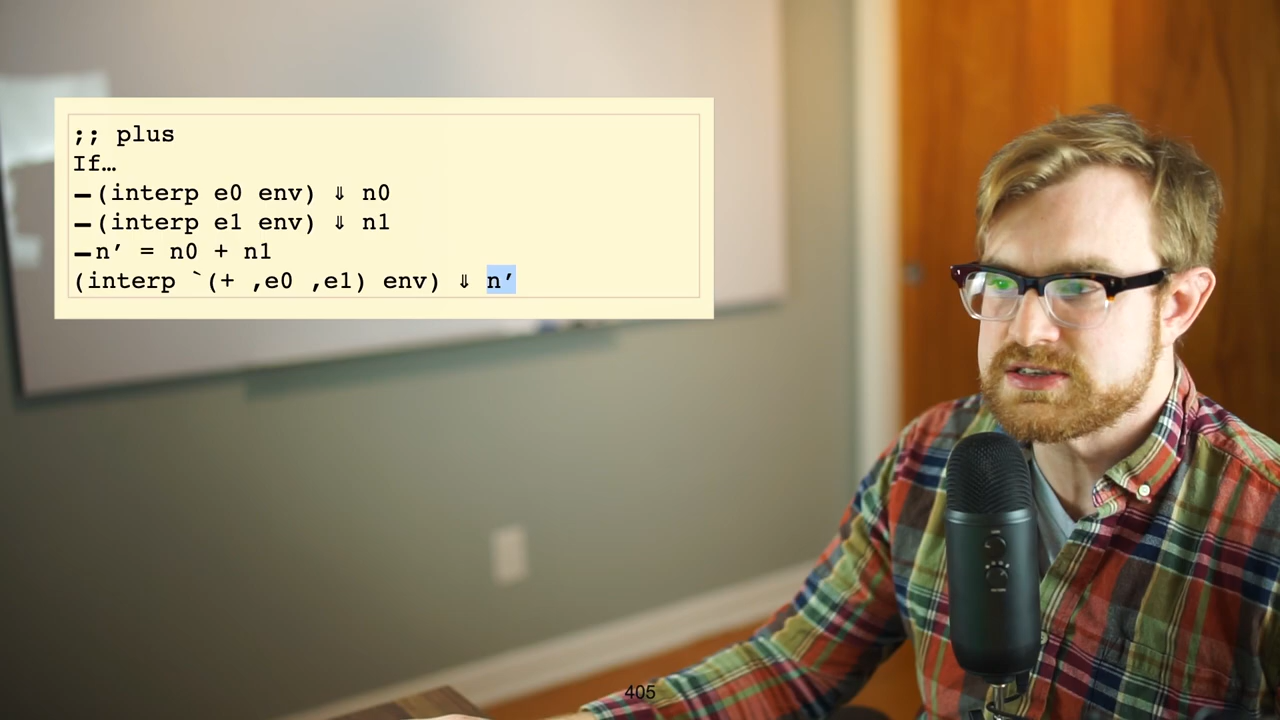 ;; plus
If…
–(interp e0 env) ⇓ n0
–(interp e1 env) ⇓ n1
–n’ = n0 + n1
(interp `(+ ,e0 ,e1) env) ⇓ n’
405